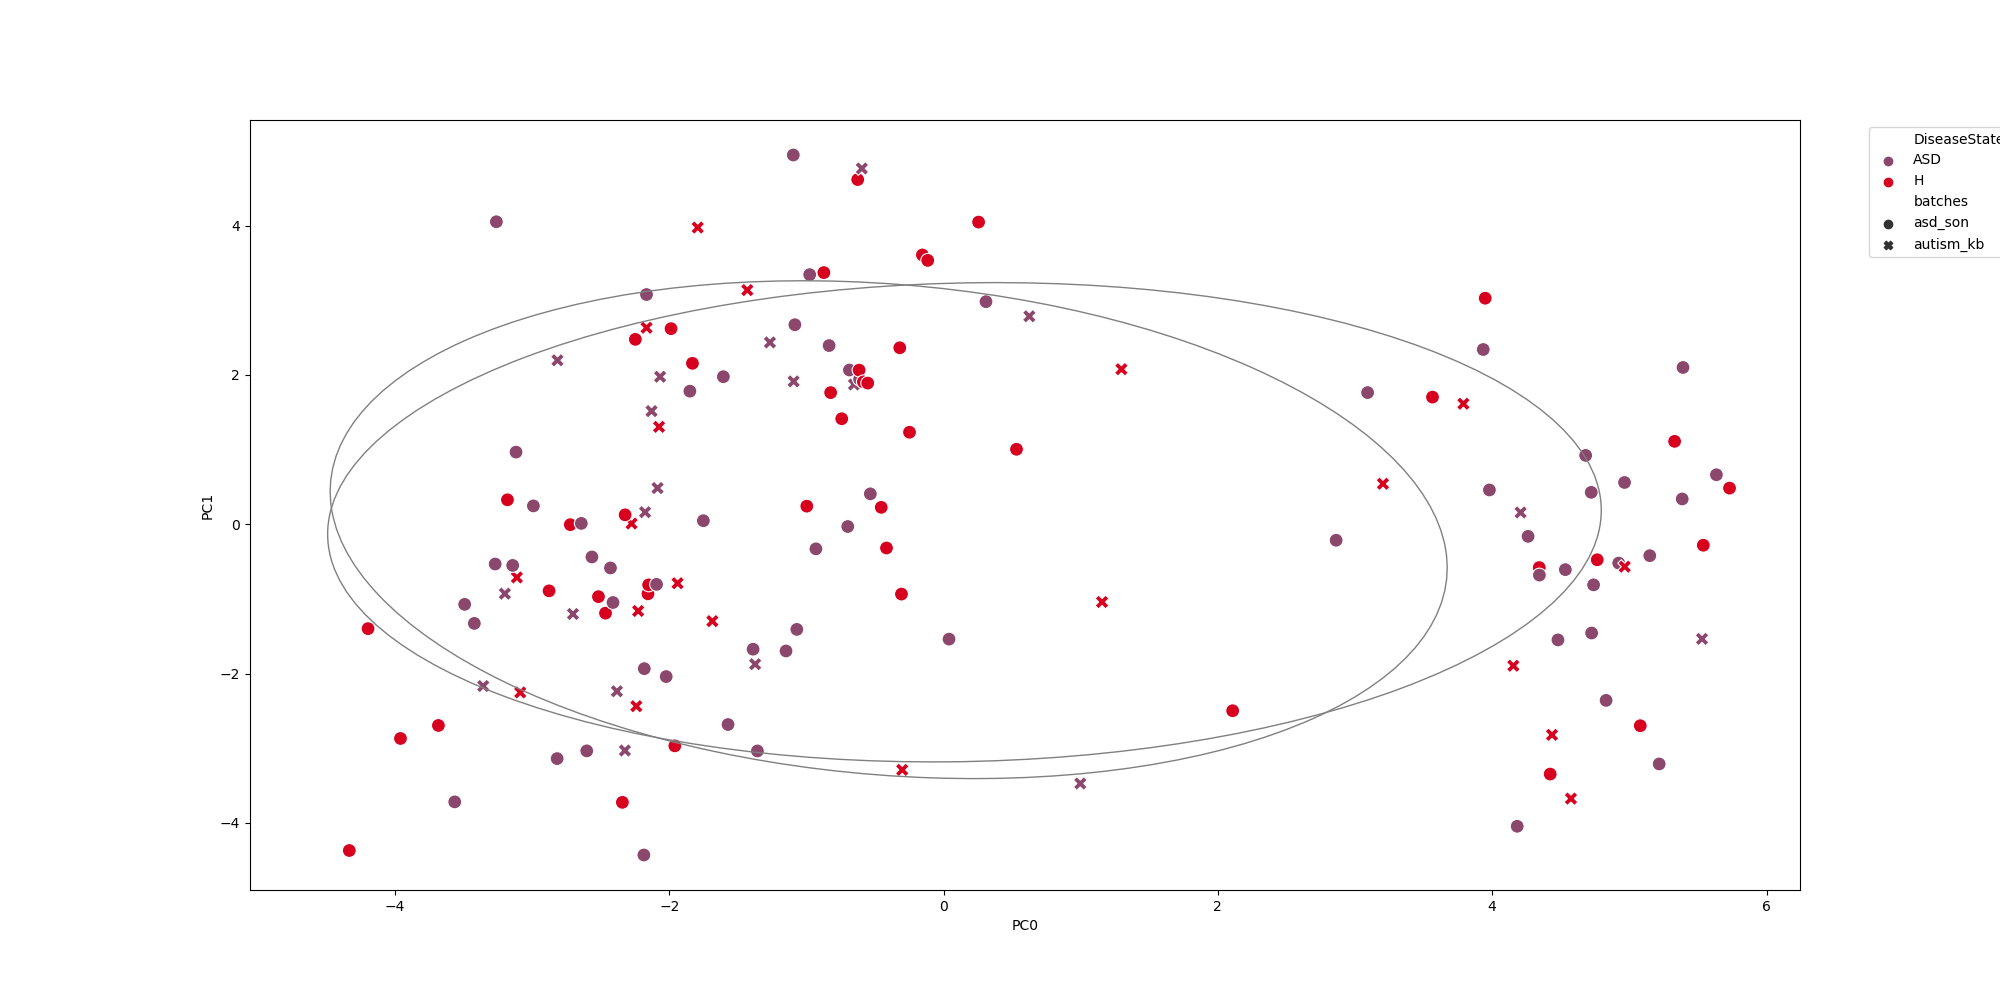 DiseaseState
ASD
H
batches
asd_son
autism_kb
4
2
0
−2
−4
PC1
−4
−2
0
2
4
6
PC0